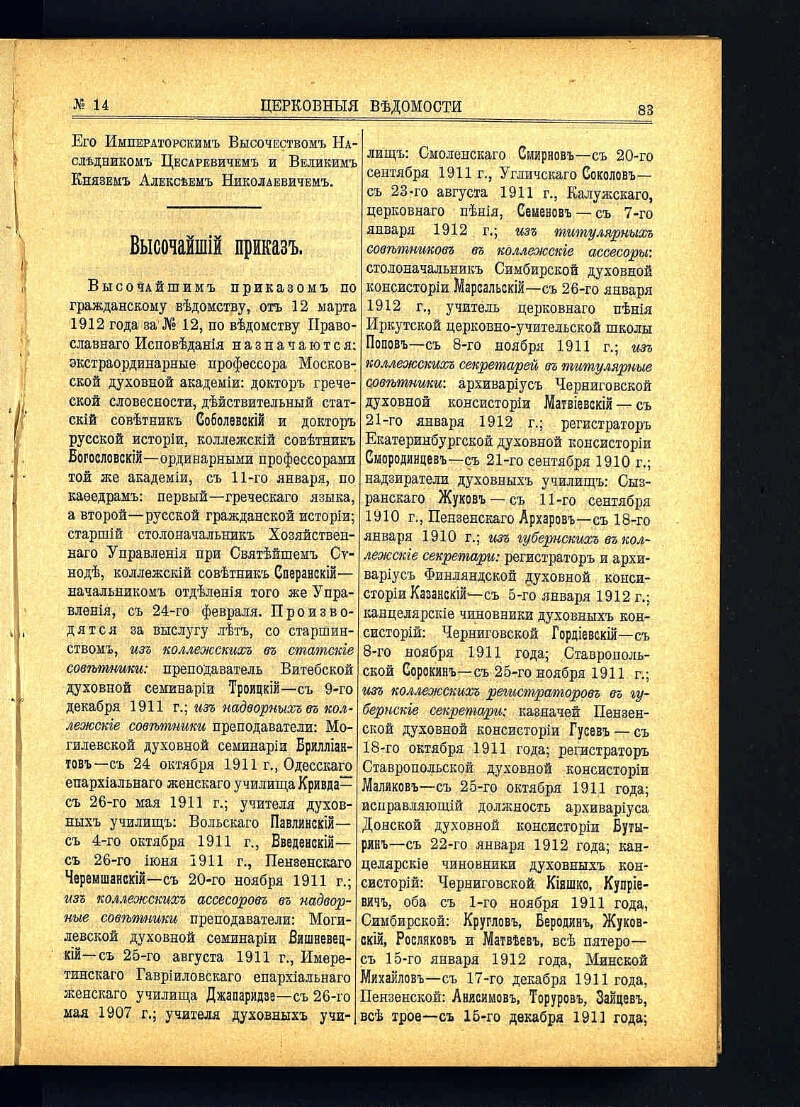 № 14
ЦЕРКОВНЫЯ ВѢДОМОСТИ
83
Его Императорскимъ Высочествомъ На-
слѣдникомъ Цесаревичемъ и Великимъ
Княземъ Алексѣемъ Николаевичемъ.
Высочайшій приказъ.
Высочайшимъ приказомъ по
гражданскому вѣдомству, отъ 12 марта
1912 года за № 12, по вѣдомству Право-
славнаго Исповѣданія назначаются:
экстраординарные профессора Москов-
ской духовной академіи: докторъ грече-
ской словесности, дѣйствительный стат-
скій совѣтникъ Соболевскій и докторъ
русской исторіи, коллежскій совѣтникъ
Богословскій—ординарными профессорами
той же академіи, съ 11-го января, по
каѳедрамъ: первый—греческаго языка,
а второй—русской гражданской исторіи;
старшій столоначальникъ Хозяйствен-
наго Управленія при Святѣйшемъ Сѵ-
нодѣ, коллежскій совѣтникъ Сперанскій—
начальникомъ отдѣленія того же Упра-
вленія, съ 24-го февраля. Произво-
дятся за выслугу лѣтъ, со старшин-
ствомъ, изъ коллежскихъ въ статскіе
совѣтники: преподаватель Витебской
духовной семинаріи Троицкій—съ 9-го
декабря 1911 г.; изъ надворныхъ въ кол-
лежскіе совѣтники преподаватели: Мо-
гилевской духовной семинаріи Брилліан-
товъ—съ 24 октября 1911 г., Одесскаго
епархіальнаго женскаго училища Кривда—
съ 26-го мая 1911 г.; учителя духов-
ныхъ училищъ: Вольскаго Павлинскій—
съ 4-го октября 1911 г., Введенскій—
съ 26-го іюня 1911 г., Пензенскаго
Черемшанскій—съ 20-го ноября 1911 г.;
изъ коллежскихъ ассесоровъ въ надвор-
ные совѣтники преподаватели: Моги-
левской духовной семинаріи Вишневец-
кій—съ 25-го августа 1911 г., Имере-
тинскаго Гавріиловскаго епархіальнаго
женскаго училища Джапаридзе—съ 26-го
мая 1907 г.; учителя духовныхъ учи-
лищъ: Смоленскаго Смирновъ—съ 20-го
сентября 1911 г., Угличскаго Соколовъ—
съ 23-го августа 1911 г., Калужскаго,
церковнаго пѣнія, Семеновъ — съ 7-го
января 1912 г.; изъ титулярныхъ
совѣтниковъ въ коллежскіе ассесоры:
столоначальникъ Симбирской духовной
консисторіи Марсальскій—съ 26-го января
1912 г., учитель церковнаго пѣнія
Иркутской церковно-учительской школы
Поповъ—съ 8-го ноября 1911 г.; изъ
коллежскихъ секретарей въ титулярные
совѣтники: архиваріусъ Черниговской
духовной консисторіи Матвіевскій — съ
21-го января 1912 г.; регистраторъ
Екатеринбургской духовной консисторіи
Смородинцевъ—съ 21-го сентября 1910 г.;
надзиратели духовныхъ училищъ: Сыз-
ранскаго Жуковъ — съ 11-го сентября
1910 г., Пензенскаго Архаровъ—съ 18-го
января 1910 г.; изъ губернскихъ въ кол-
лежскіе секретари: регистраторъ и архи-
варіусъ Финляндской духовной конси-
сторіи Казанскій—съ 5-го января 1912 г.;
канцелярскіе чиновники духовныхъ кон-
систорій: Черниговской Гордіевскій—съ
8-го ноября 1911 года; Ставрополь-
ской Сорокинъ—съ 25-го ноября 1911 г.;
изъ коллежскихъ регистраторовъ въ гу-
бернскіе секретари: казначей Пензен-
ской духовной консисторіи Гусевъ — съ
18-го октября 1911 года; регистраторъ
Ставропольской духовной консисторіи
Маликовъ—съ 25-го октября 1911 года;
исправляющій должность архиваріуса
Донской духовной консисторіи Буты-
ринъ—съ 22-го января 1912 года; кан-
целярскіе чиновники духовныхъ кон-
систорій: Черниговской Кіяшко, Купріе-
вичъ, оба съ 1-го ноября 1911 года,
Симбирской: Кругловъ, Беродинъ, Жуков-
скій, Росляковъ и Матвѣевъ, всѣ пятеро—
съ 15-го января 1912 года, Минской
Михайловъ—съ 17-го декабря 1911 года,
Пензенской: Анисимовъ, Торуровъ, Зайцевъ,
всѣ трое—съ 15-го декабря 1911 года;